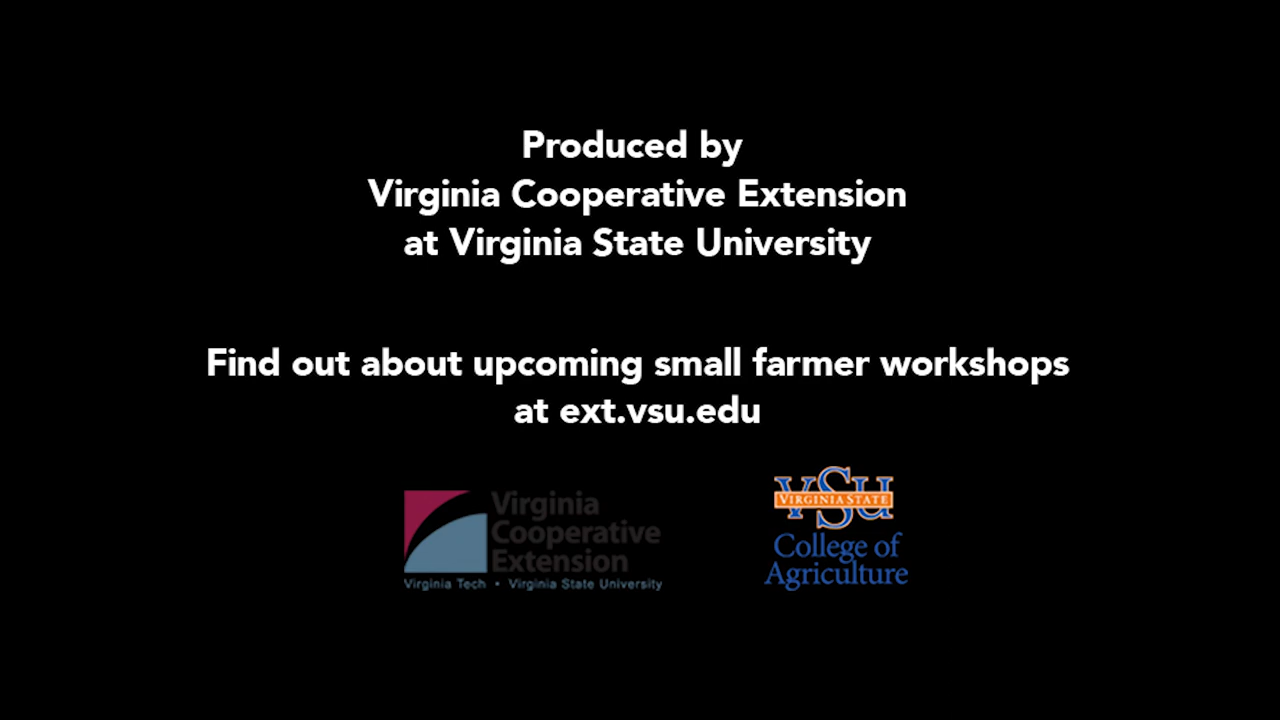 Produced by
Virginia Cooperative Extension
at Virginia State University
Find out about upcoming small farmer workshops
at ext.vsu.edu
Virginia
Cooperative
Extension
Virginia Tech • Virginia State University
VSU
VIRGINIA STATE
College of
Agriculture